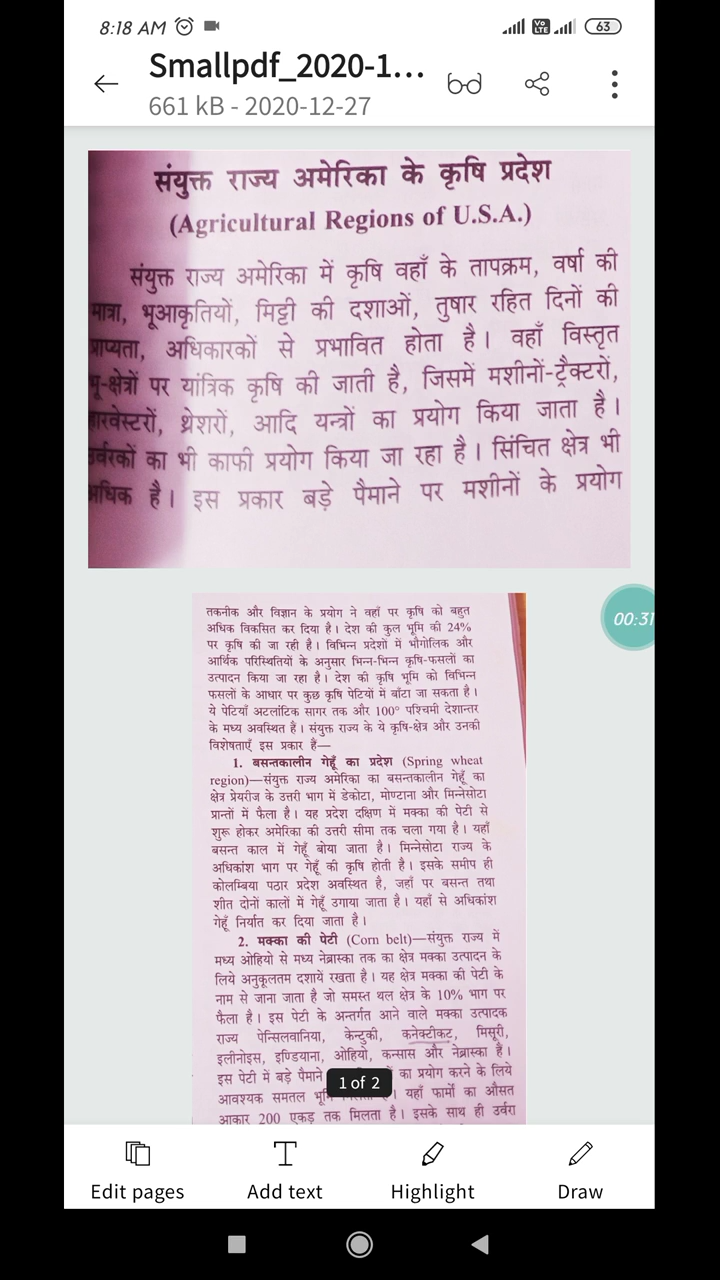 8:18 AM
Vo LTE
63
Smallpdf_2020-1...
661 kB - 2020-12-27
संयुक्त राज्य अमेरिका के कृषि प्रदेश
(Agricultural Regions of U.S.A.)
संयुक्त राज्य अमेरिका में कृषि वहाँ के तापक्रम, वर्षा की
मात्रा, भूआकृतियों, मिट्टी की दशाओं, तुषार रहित दिनों की
प्राप्यता, अधिकारकों से प्रभावित होता है। वहाँ विस्तृत
भू-क्षेत्रों पर यांत्रिक कृषि की जाती है, जिसमें मशीनों-ट्रैक्टरों,
हारवेस्टरों, थ्रेशरों, आदि यन्त्रों का प्रयोग किया जाता है।
उर्वरकों का भी काफी प्रयोग किया जा रहा है। सिंचित क्षेत्र भी
अधिक है। इस प्रकार बड़े पैमाने पर मशीनों के प्रयोग
00:31
तकनीक और विज्ञान के प्रयोग ने वहाँ पर कृषि को बहुत
अधिक विकसित कर दिया है। देश की कुल भूमि की 24%
पर कृषि की जा रही है। विभिन्न प्रदेशों में भौगोलिक और
आर्थिक परिस्थितियों के अनुसार भिन्न-भिन्न कृषि-फसलों का
उत्पादन किया जा रहा है। देश की कृषि भूमि को विभिन्न
फसलों के आधार पर कुछ कृषि पेटियों में बाँटा जा सकता है।
ये पेटियाँ अटलांटिक सागर तक और 100° पश्चिमी देशान्तर
के मध्य अवस्थित हैं। संयुक्त राज्य के ये कृषि-क्षेत्र और उनकी
विशेषताएँ इस प्रकार हैं—
1. बसन्तकालीन गेहूँ का प्रदेश (Spring wheat
region)—संयुक्त राज्य अमेरिका का बसन्तकालीन गेहूँ का
क्षेत्र प्रेयरीज के उत्तरी भाग में डेकोटा, मोण्टाना और मिन्नेसोटा
प्रान्तों में फैला है। यह प्रदेश दक्षिण में मक्का की पेटी से
शुरू होकर अमेरिका की उत्तरी सीमा तक चला गया है। यहाँ
बसन्त काल में गेहूँ बोया जाता है। मिन्नेसोटा राज्य के
अधिकांश भाग पर गेहूँ की कृषि होती है। इसके समीप ही
कोलम्बिया पठार प्रदेश अवस्थित है, जहाँ पर बसन्त तथा
शीत दोनों कालों में गेहूँ उगाया जाता है। यहाँ से अधिकांश
गेहूँ निर्यात कर दिया जाता है।
2. मक्का की पेटी (Corn belt)—संयुक्त राज्य में
मध्य ओहियो से मध्य नेब्रास्का तक का क्षेत्र मक्का उत्पादन के
लिये अनुकूलतम दशायें रखता है। यह क्षेत्र मक्का की पेटी के
नाम से जाना जाता है जो समस्त थल क्षेत्र के 10% भाग पर
फैला है। इस पेटी के अन्तर्गत आने वाले मक्का उत्पादक
राज्य पेन्सिलवानिया, केन्टुकी, कनेक्टीकट, मिसूरी,
इलीनोइस, इण्डियाना, ओहियो, कन्सास और नेब्रास्का हैं।
इस पेटी में बड़े पैमाने का प्रयोग करने के लिये
आवश्यक समतल है। यहाँ फार्मों का औसत
आकार 200 एकड़ तक मिलता है। इसके साथ ही उर्वरा
1 of 2
Edit pages
Add text
Highlight
Draw